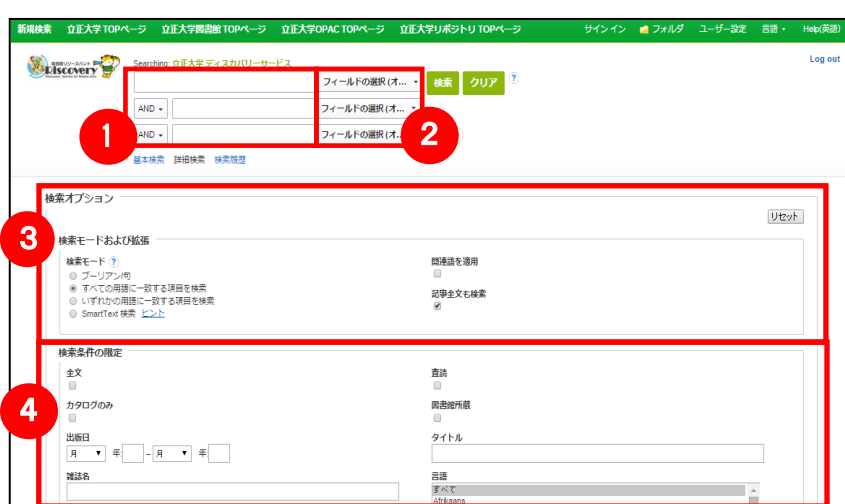 新規検索 立正大学 TOPページ 立正大学図書館 TOPページ 立正大学OPAC TOPページ 立正大学リポジトリ TOPページ サインイン フォルダ ユーザー設定 言語 Help(英語)
Discovery
Searching: 立正大学 ディスカバリーサービス
Log out
フィールドの選択 (オ... 検索 クリア ?
AND フィールドの選択 (オ...
1 2
AND フィールドの選択 (オ...
基本検索 詳細検索 検索履歴
3
検索オプション
リセット
検索モードおよび拡張
検索モード ? 関連語を適用
ブーリアン/句
すべての用語に一致する項目を検索
いずれかの用語に一致する項目を検索 記事全文も検索
SmartText 検索 ヒント
4
検索条件の限定
全文 査読
カタログのみ 図書館所蔵
出版日 タイトル
月 年: – 月 年:
雑誌名 言語
すべて
Afrikaans